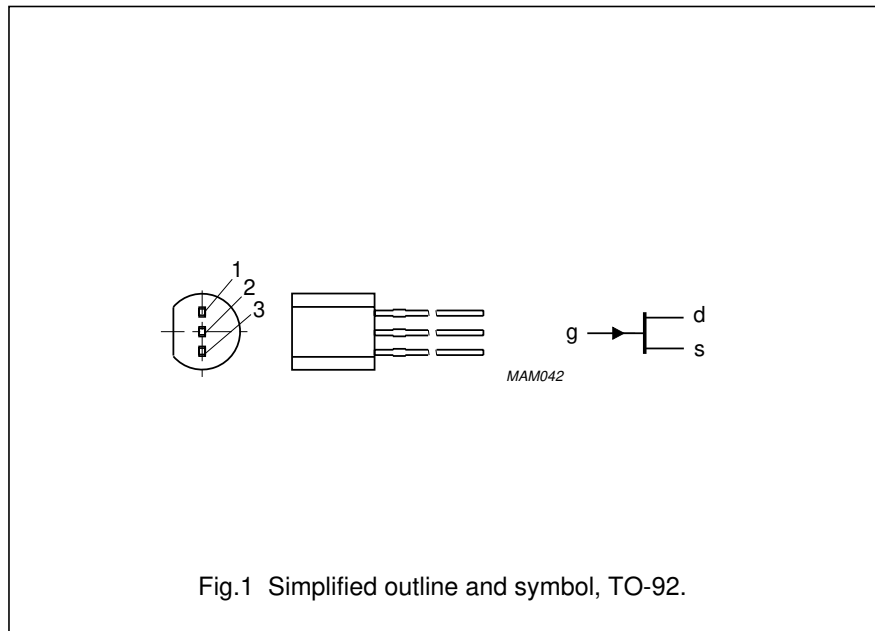 1
2
3
g
d
s
MAM042
Fig.1 Simplified outline and symbol, TO-92.